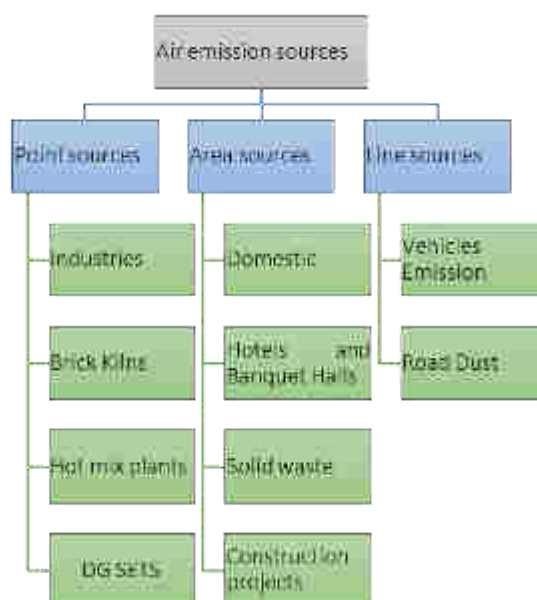 Air emission sources
Point sources
Area sources
Line sources
Industries
Domestic
Vehicles
Emission
Brick Kilns
Hotels and
Banquet Halls
Road Dust
Hot mix plants
Solid waste
DG SETS
Construction
projects